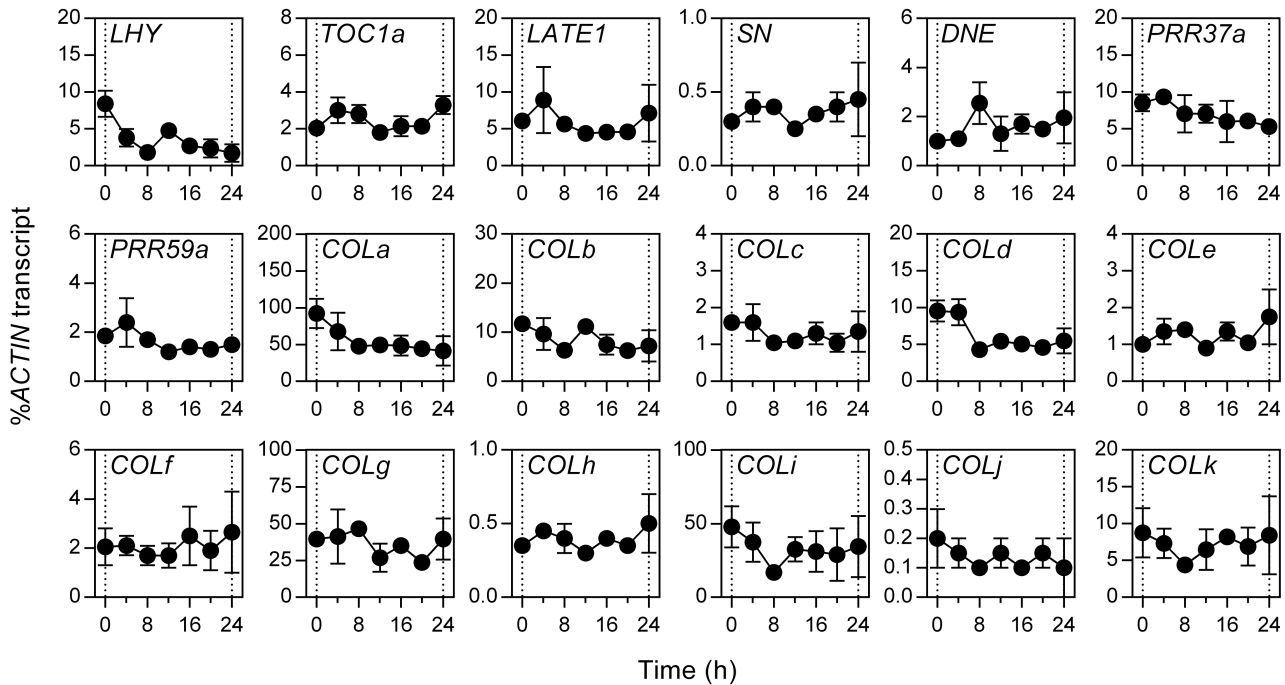 %ACTIN transcript
LHY
20
15
10
5
0
0 8 16 24
TOC1a
8
6
4
2
0
0 8 16 24
LATE1
20
15
10
5
0
0 8 16 24
SN
1.0
0.5
0.0
0 8 16 24
DNE
6
4
2
0
0 8 16 24
PRR37a
20
15
10
5
0
0 8 16 24
PRR59a
6
4
2
0
0 8 16 24
COLa
200
150
100
50
0
0 8 16 24
COLb
30
20
10
0
0 8 16 24
COLc
4
3
2
1
0
0 8 16 24
COLd
20
15
10
5
0
0 8 16 24
COLe
4
3
2
1
0
0 8 16 24
COLf
6
4
2
0
0 8 16 24
COLg
100
75
50
25
0
0 8 16 24
COLh
1.0
0.5
0.0
0 8 16 24
COLi
100
50
0
0 8 16 24
COLj
0.5
0.4
0.3
0.2
0.1
0.0
0 8 16 24
COLk
20
15
10
5
0
0 8 16 24
Time (h)